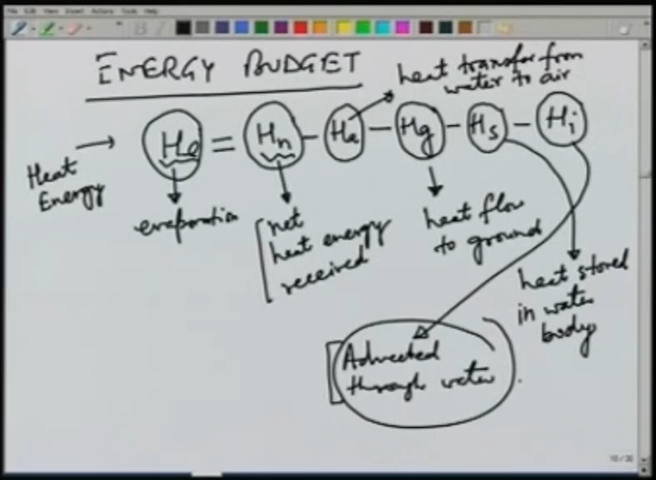 ENERGY BUDGET
heat transfer from
water to air
Heat
Energy
He = Hn - Ha - Hg - Hs - Hi
evaporation
net
heat energy
received
heat flow
to ground
heat stored
in water
body
Advected
through water